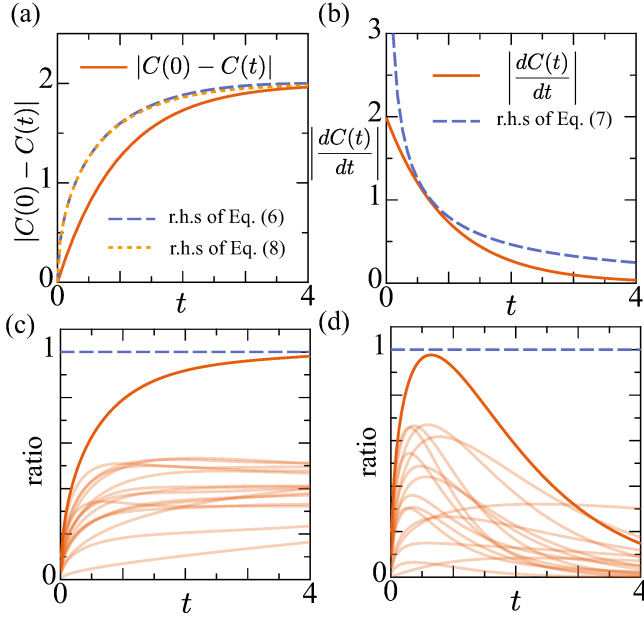 (a)
|C(0) − C(t)|
2
1
0
|C(0) − C(t)|
r.h.s of Eq. (6)
r.h.s of Eq. (8)
0
t
4
(b)
|dC(t)/dt|
3
2
1
0
|dC(t)/dt|
r.h.s of Eq. (7)
0
t
4
(c)
ratio
1
0
0
t
4
(d)
ratio
1
0
0
t
4